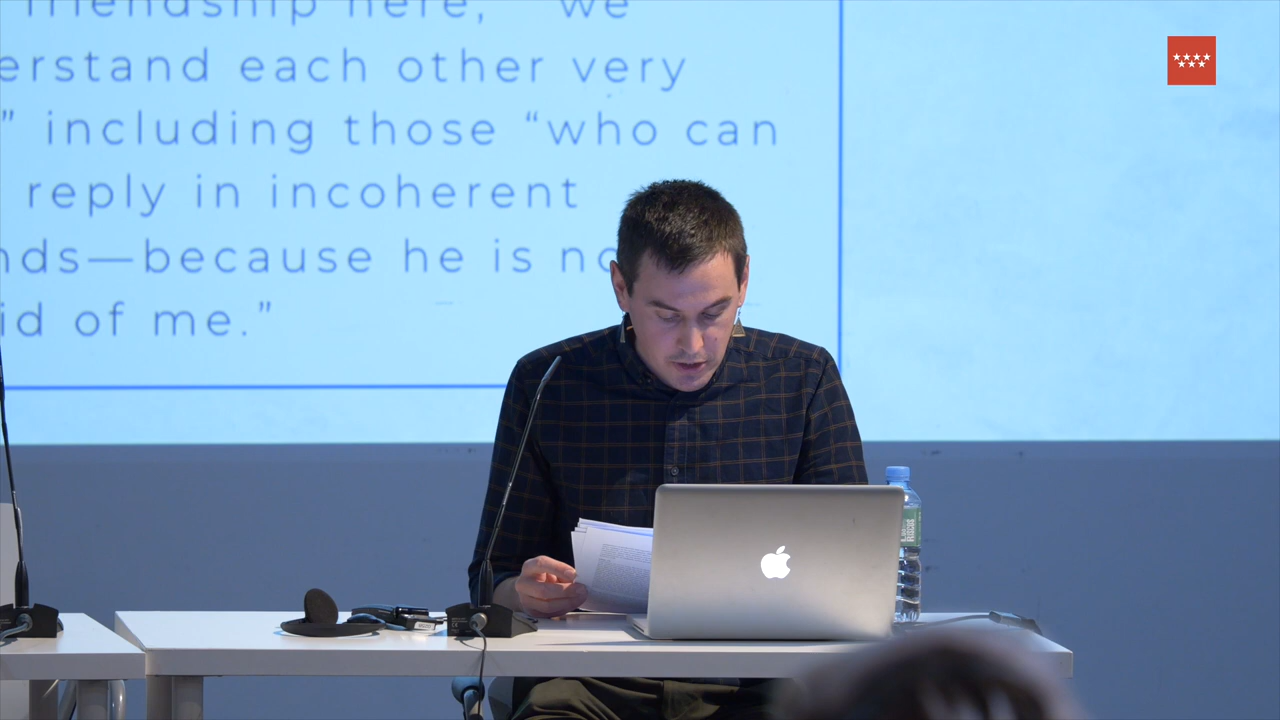 friendship here, “we
erstand each other very
” including those “who can
reply in incoherent
nds—because he is no
id of me.”